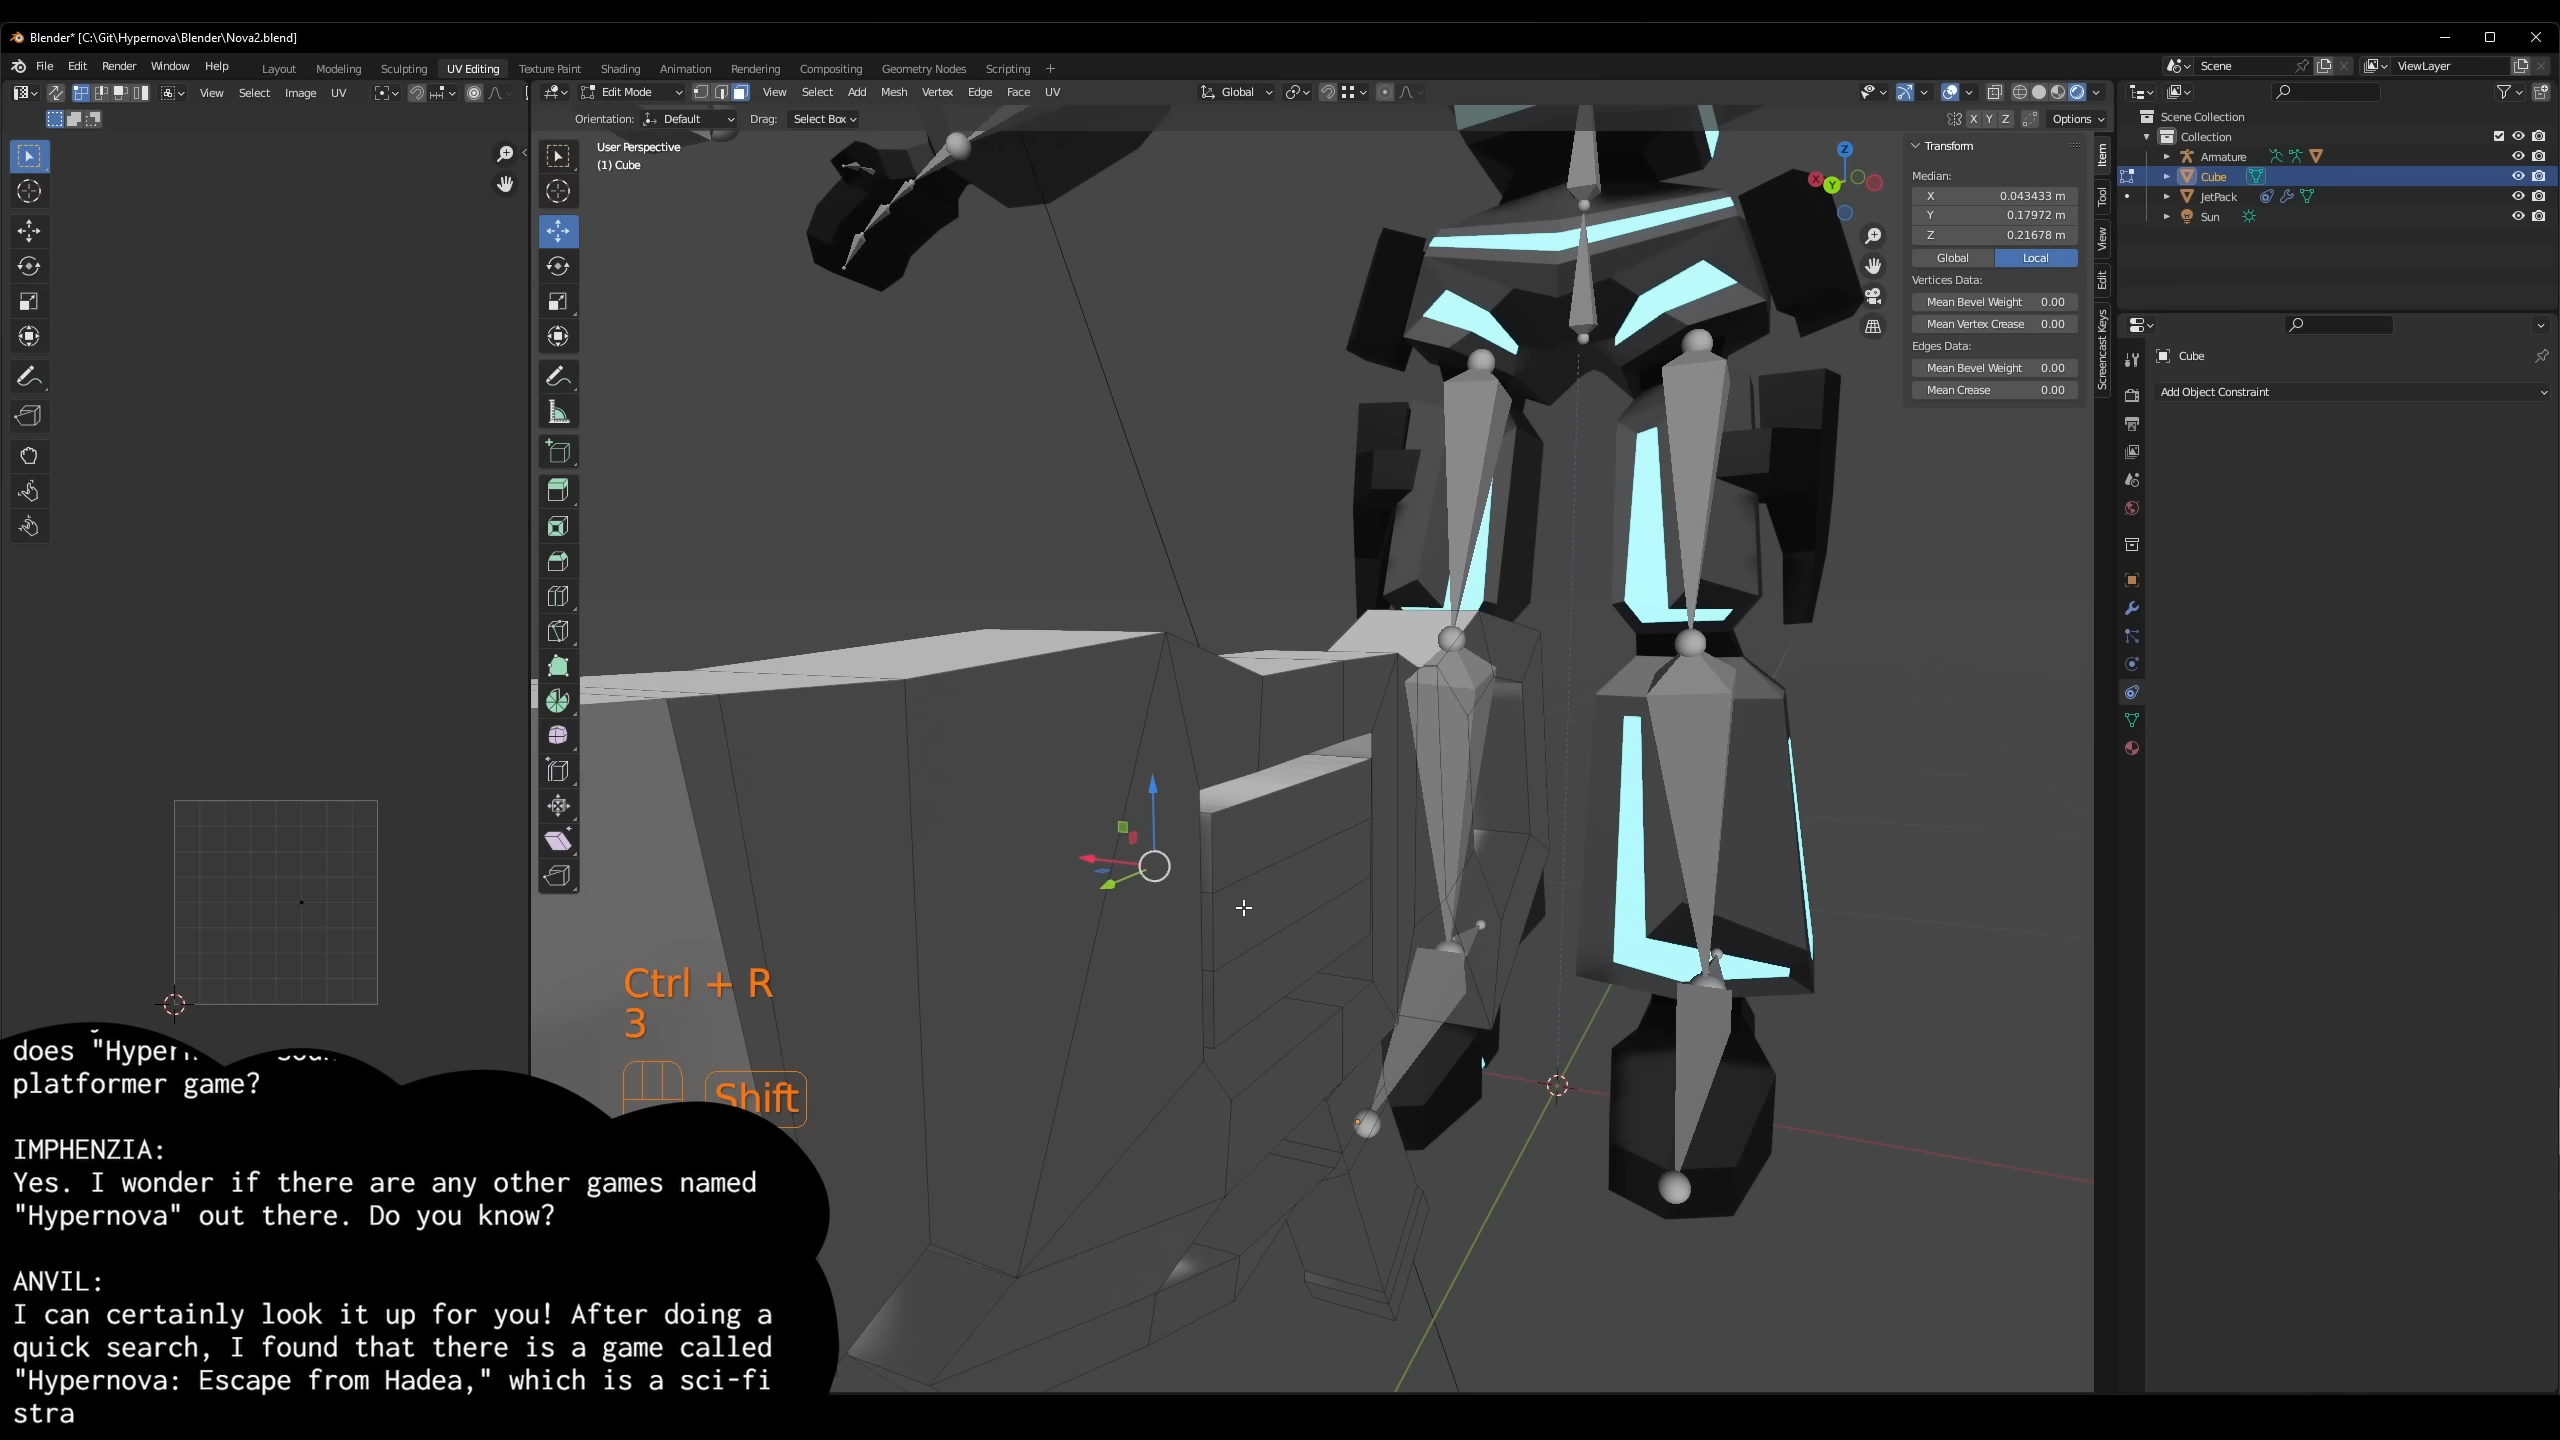 Blender* [C:\Git\Hypernova\Blender\Nova2.blend]
File Edit Render Window Help Layout Modeling Sculpting UV Editing Texture Paint Shading Animation Rendering Compositing Geometry Nodes Scripting + Scene ViewLayer
View Select Image UV Edit Mode View Select Add Mesh Vertex Edge Face UV Global
Orientation: Default Drag: Select Box X Y Z Options
User Perspective
(1) Cube
Z
X
Y
Transform
Median:
X 0.043433 m
Y 0.17972 m
Z 0.21678 m
Global Local
Vertices Data:
Mean Bevel Weight 0.00
Mean Vertex Crease 0.00
Edges Data:
Mean Bevel Weight 0.00
Mean Crease 0.00
Item
Tool
View
Edit
Screencast Keys
Scene Collection
Collection
Armature
Cube
JetPack
Sun
Cube
Add Object Constraint
Ctrl + R
3
Shift
does
platformer game?
IMPHENZIA:
Yes. I wonder if there are any other games named
"Hypernova" out there. Do you know?
ANVIL:
I can certainly look it up for you! After doing a
quick search, I found that there is a game called
"Hypernova: Escape from Hadea," which is a sci-fi
stra